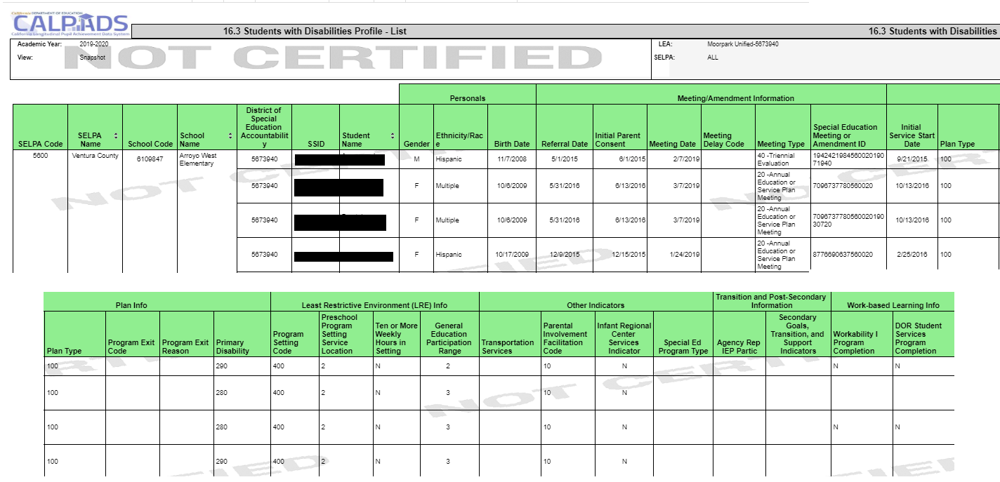 California DEPARTMENT OF EDUCATION
CALPADS
California Longitudinal Pupil Achievement Data System
16.3 Students with Disabilities Profile - List
16.3 Students with Disabilities
Academic Year: 2019-2020
View: Snapshot
LEA: Moorpark Unified-5673940
SELPA: ALL
NOT CERTIFIED
Personals
Meeting/Amendment Information
SELPA Code
SELPA
Name
School Code
School
Name
District of
Special
Education
Accountabilit
y
SSID
Student
Name
Gender
Ethnicity/Rac
e
Birth Date
Referral Date
Initial Parent
Consent
Meeting Date
Meeting
Delay Code
Meeting Type
Special Education
Meeting or
Amendment ID
Initial
Service Start
Date
Plan Type
5600
Ventura County
6109847
Arroyo West
Elementary
5673940
M
Hispanic
11/7/2008
5/1/2015
6/1/2015
2/7/2019
40 -Triennial
Evaluation
1942421984560020190
71940
9/21/2015
100
5673940
F
Multiple
10/6/2009
5/31/2016
6/13/2016
3/7/2019
20 -Annual
Education or
Service Plan
Meeting
7096737780560020
10/13/2016
100
5673940
F
Multiple
10/6/2009
5/31/2016
6/13/2016
3/7/2019
20 -Annual
Education or
Service Plan
Meeting
7096737780560020190
30720
10/13/2016
100
5673940
F
Hispanic
10/17/2009
12/9/2015
12/15/2015
1/24/2019
20 -Annual
Education or
Service Plan
Meeting
8776690637560020
2/25/2016
100
Plan Info
Least Restrictive Environment (LRE) Info
Other Indicators
Transition and Post-Secondary
Information
Work-based Learning Info
Plan Type
Program Exit
Code
Program Exit
Reason
Primary
Disability
Program
Setting
Code
Preschool
Program
Setting
Service
Location
Ten or More
Weekly
Hours in
Setting
General
Education
Participation
Range
Transportation
Services
Parental
Involvement
Facilitation
Code
Infant Regional
Center
Services
Indicator
Special Ed
Program Type
Agency Rep
IEP Partic
Secondary
Goals,
Transition, and
Support
Indicators
Workability I
Program
Completion
DOR Student
Services
Program
Completion
100 290 400 2 N 2 10 N N N
100 280 400 2 N 3 10 N
100 280 400 2 N 3 10 N N N
100 290 400 2 N 3 10 N